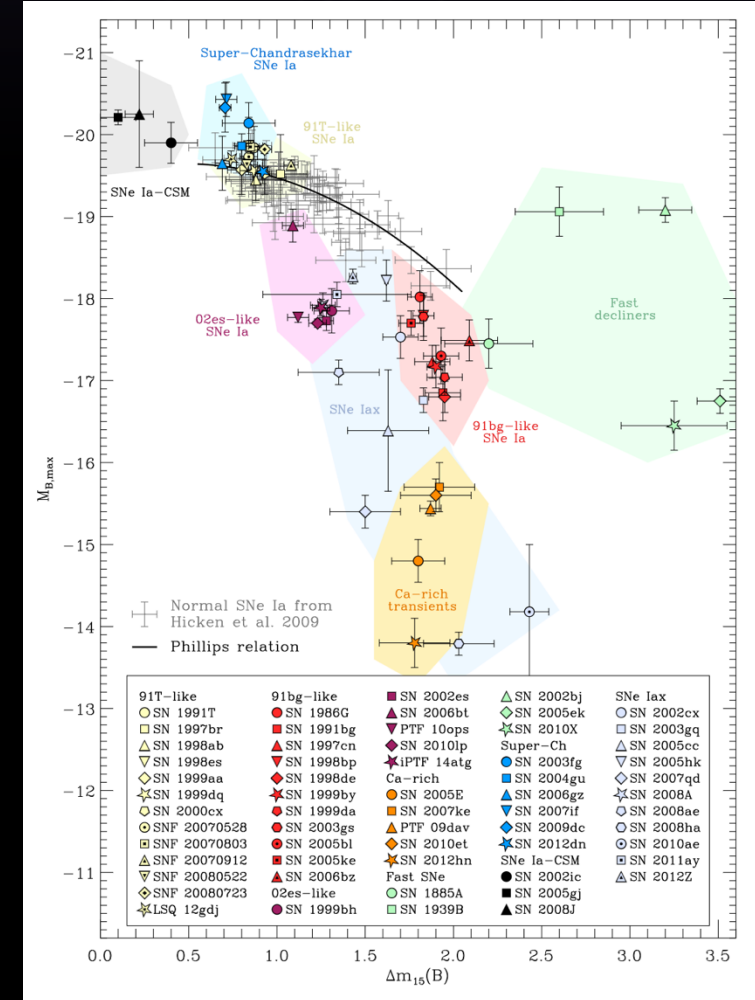 −21
−20
−19
−18
−17
−16
−15
−14
−13
−12
−11
M_B,max
Super−Chandrasekhar
SNe Ia
91T−like
SNe Ia
SNe Ia−CSM
02es−like
SNe Ia
SNe Iax
91bg−like
SNe Ia
Fast
decliners
Ca−rich
transients
Normal SNe Ia from
Hicken et al. 2009
Phillips relation
91T−like
SN 1991T
SN 1997br
SN 1998ab
SN 1998es
SN 1999aa
SN 1999dq
SN 2000cx
SNF 20070528
SNF 20070803
SNF 20070912
SNF 20080522
SNF 20080723
LSQ 12gdj
91bg−like
SN 1986G
SN 1991bg
SN 1997cn
SN 1998bp
SN 1998de
SN 1999by
SN 1999da
SN 2003gs
SN 2005bl
SN 2005ke
SN 2006bz
02es−like
SN 1999bh
SN 2002es
SN 2006bt
PTF 10ops
SN 2010lp
iPTF 14atg
Ca−rich
SN 2005E
SN 2007ke
PTF 09dav
SN 2010et
SN 2012hn
Fast SNe
SN 1885A
SN 1939B
SN 2002bj
SN 2005ek
SN 2010X
Super−Ch
SN 2003fg
SN 2004gu
SN 2006gz
SN 2007if
SN 2009dc
SN 2012dn
SNe Ia−CSM
SN 2002ic
SN 2005gj
SN 2008J
SNe Iax
SN 2002cx
SN 2003gq
SN 2005cc
SN 2005hk
SN 2007qd
SN 2008A
SN 2008ae
SN 2008ha
SN 2010ae
SN 2011ay
SN 2012Z
0.0 0.5 1.0 1.5 2.0 2.5 3.0 3.5
Δm₁₅(B)